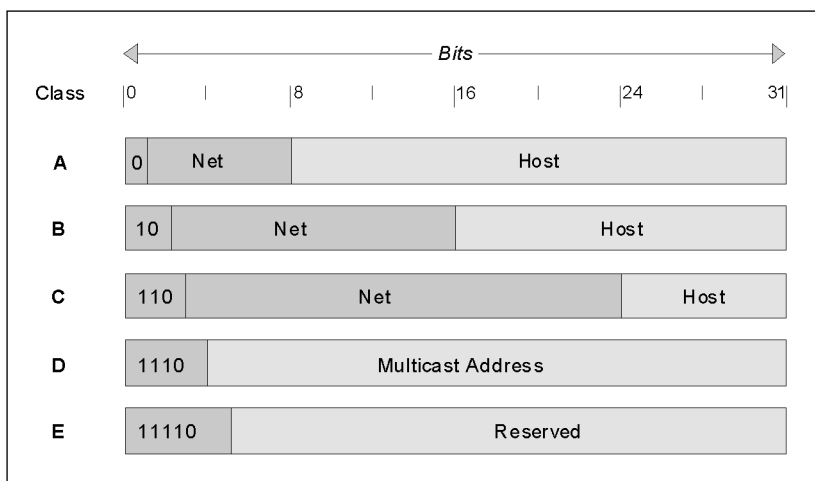 Bits
Class 0 8 16 24 31
A 0 Net Host
B 10 Net Host
C 110 Net Host
D 1110 Multicast Address
E 11110 Reserved